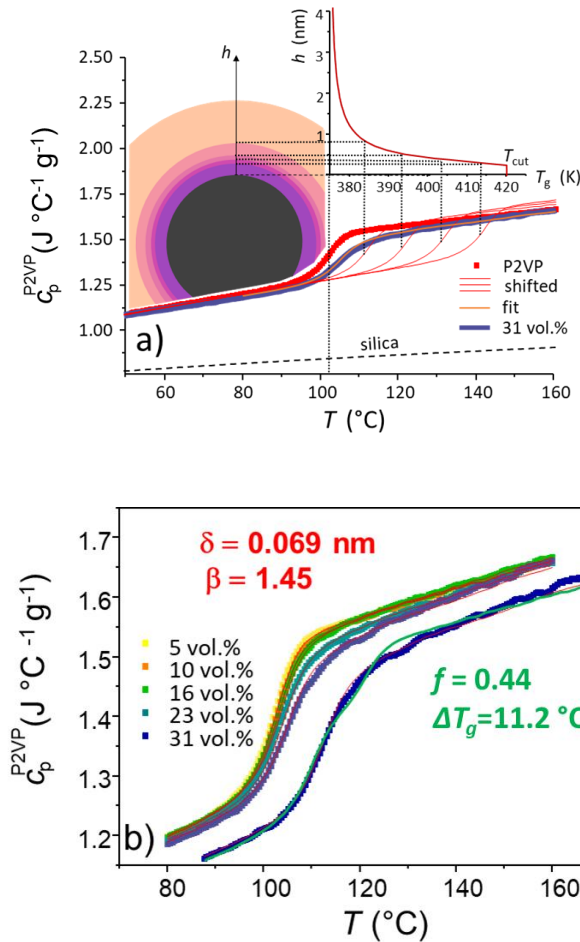 h
h (nm)
4
3
2
1
0
T_cut
T_g (K)
380
390
400
410
420
2.50
2.25
2.00
1.75
1.50
1.25
1.00
c_p^P2VP (J °C⁻¹ g⁻¹)
P2VP
shifted
fit
31 vol.%
silica
a)
60
80
100
120
140
160
T (°C)
δ = 0.069 nm
β = 1.45
1.7
1.6
1.5
1.4
1.3
1.2
c_p^P2VP (J °C ⁻¹ g⁻¹)
5 vol.%
10 vol.%
16 vol.%
23 vol.%
31 vol.%
f = 0.44
ΔT_g=11.2 °C
b)
80
100
120
140
160
T (°C)